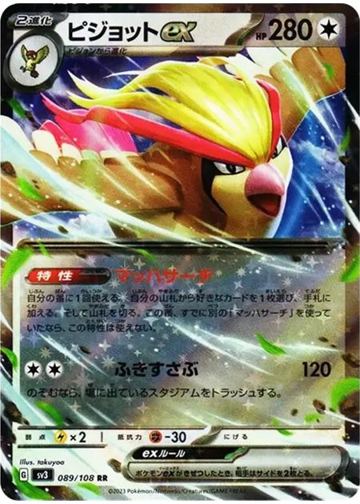 2進化
ピジョットex
HP 280
ピジョンから進化
特性 マッハサーチ
自分の番に1回使える。自分の山札から好きなカードを1枚選び、手札に
加える。そして山札を切る。この番、すでに別の「マッハサーチ」を使っ
ていたなら、この特性は使えない。
ふきすさぶ 120
のぞむなら、場に出ているスタジアムをトラッシュする。
弱点 ×2 抵抗力 -30 にげる
Illus. takuyoa
exルール
G sv3 089/108 RR
ポケモンexがきぜつしたとき、相手はサイドを2枚とる。
©2023 Pokémon/Nintendo/Creatures/GAME FREAK